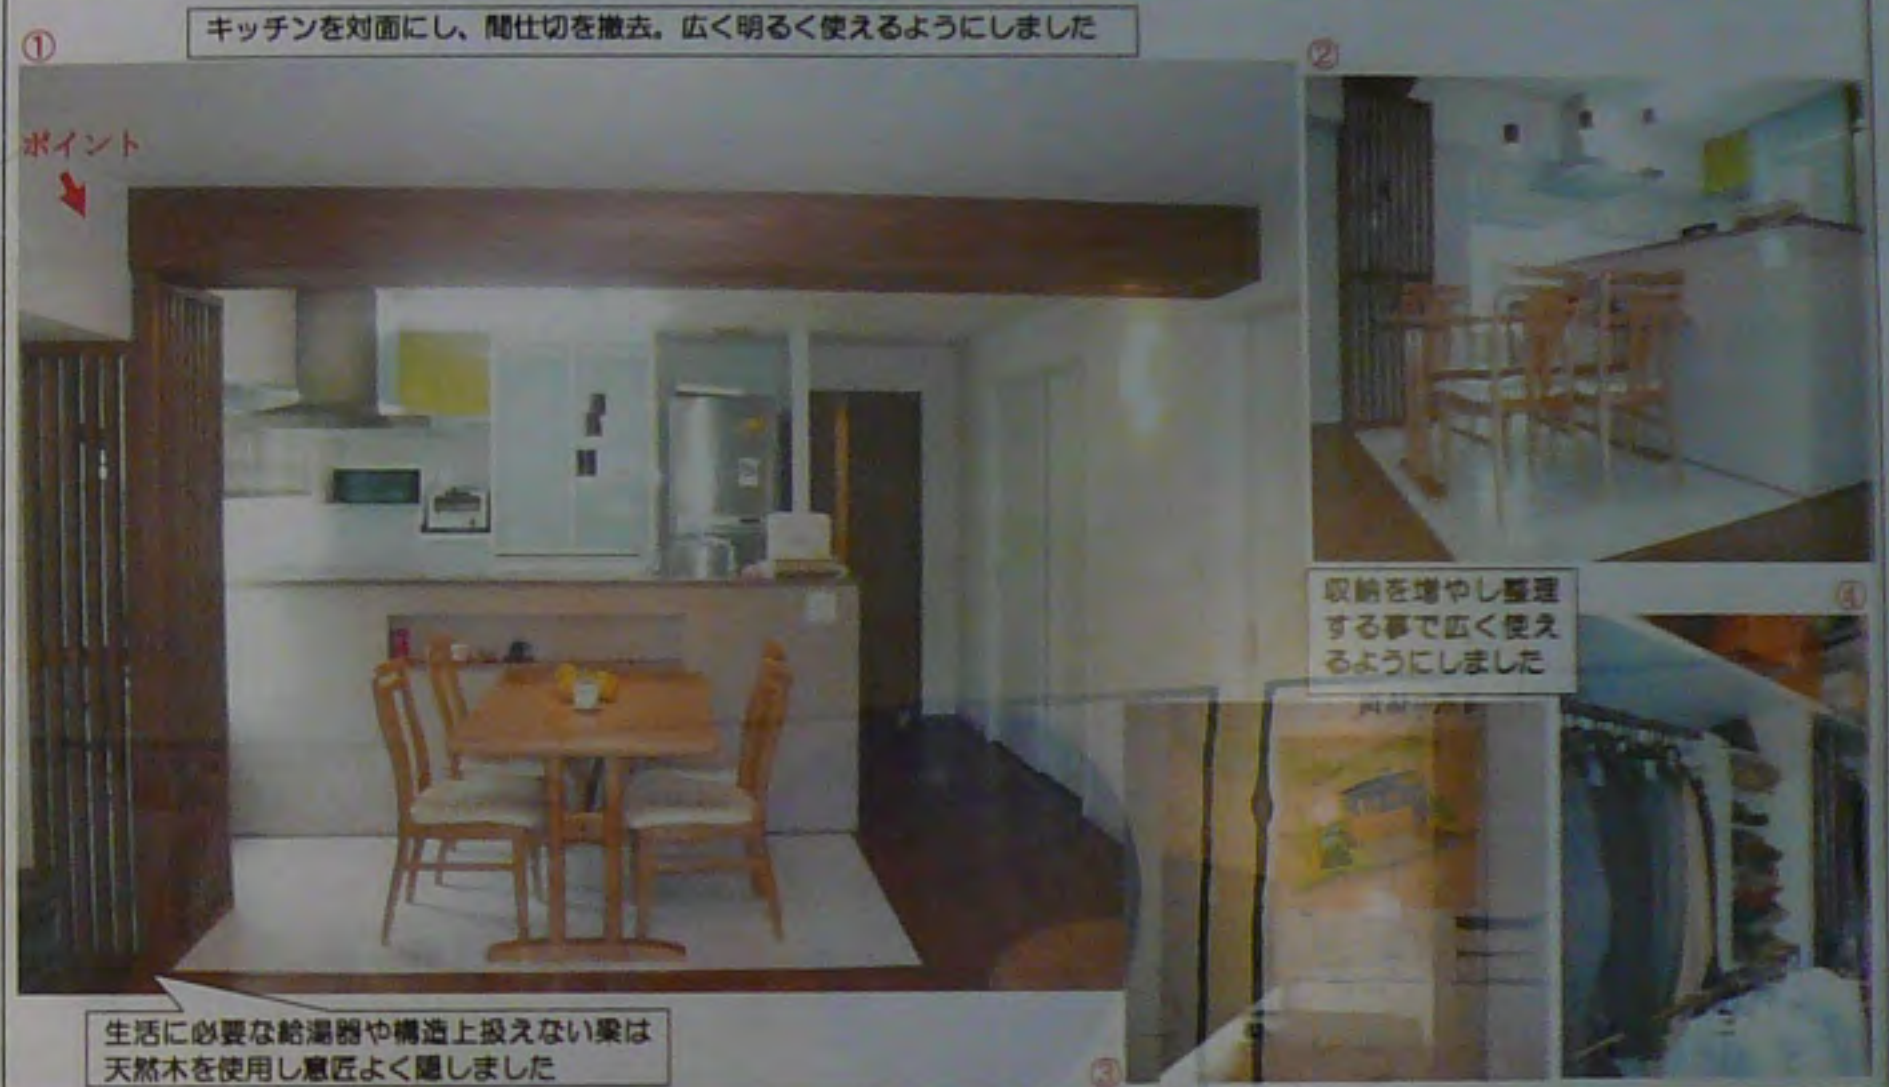 キッチンを対面にし、間仕切を撤去。広く明るく使えるようにしました
①
②
ポイント
収納を増やし整理
する事で広く使え
るようにしました
④
生活に必要な給湯器や構造上扱えない梁は
天然木を使用し意匠よく隠しました
③